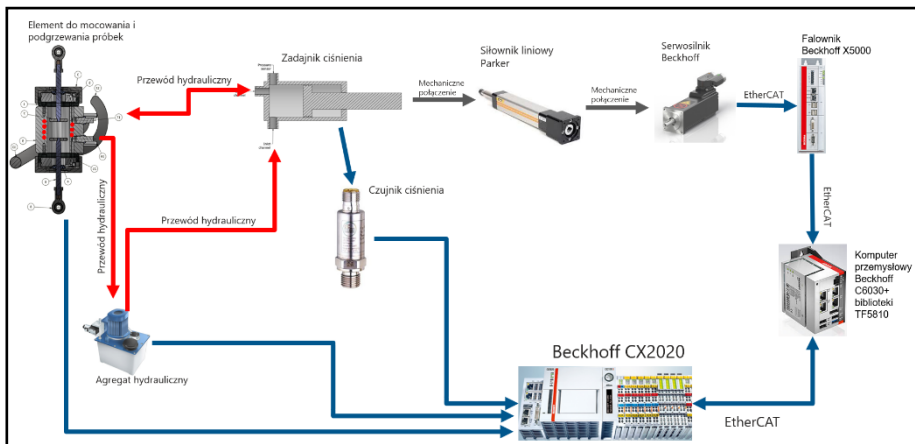 Element do mocowania i
podgrzewania próbek
Przewód hydrauliczny
Zadajnik ciśnienia
Mechaniczne
połączenie
Siłownik liniowy
Parker
Mechaniczne
połączenie
Serwosilnik
Beckhoff
EtherCAT
Falownik
Beckhoff X5000
Przewód hydrauliczny
Przewód hydrauliczny
Czujnik ciśnienia
EtherCAT
Komputer
przemysłowy
Beckhoff
C6030+
biblioteki
TF5810
Agregat hydrauliczny
Beckhoff CX2020
EtherCAT